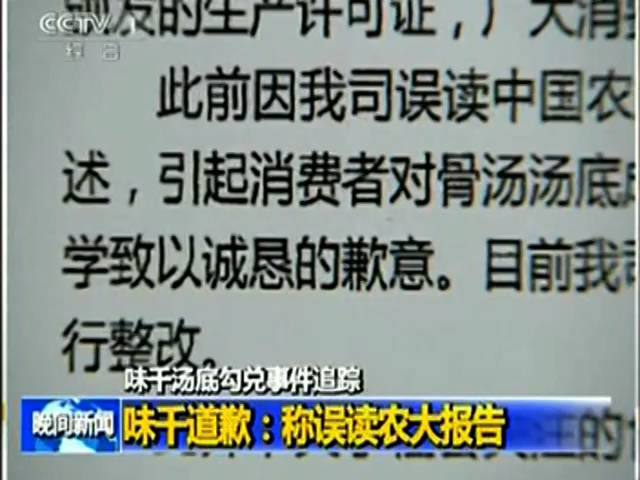 CCTV 1
综合
颁发的生产许可证，广大消费
此前因我司误读中国农
述，引起消费者对骨汤汤底
学致以诚恳的歉意。目前我司
行整改。
味千汤底勾兑事件追踪
晚间新闻
味千道歉：称误读农大报告